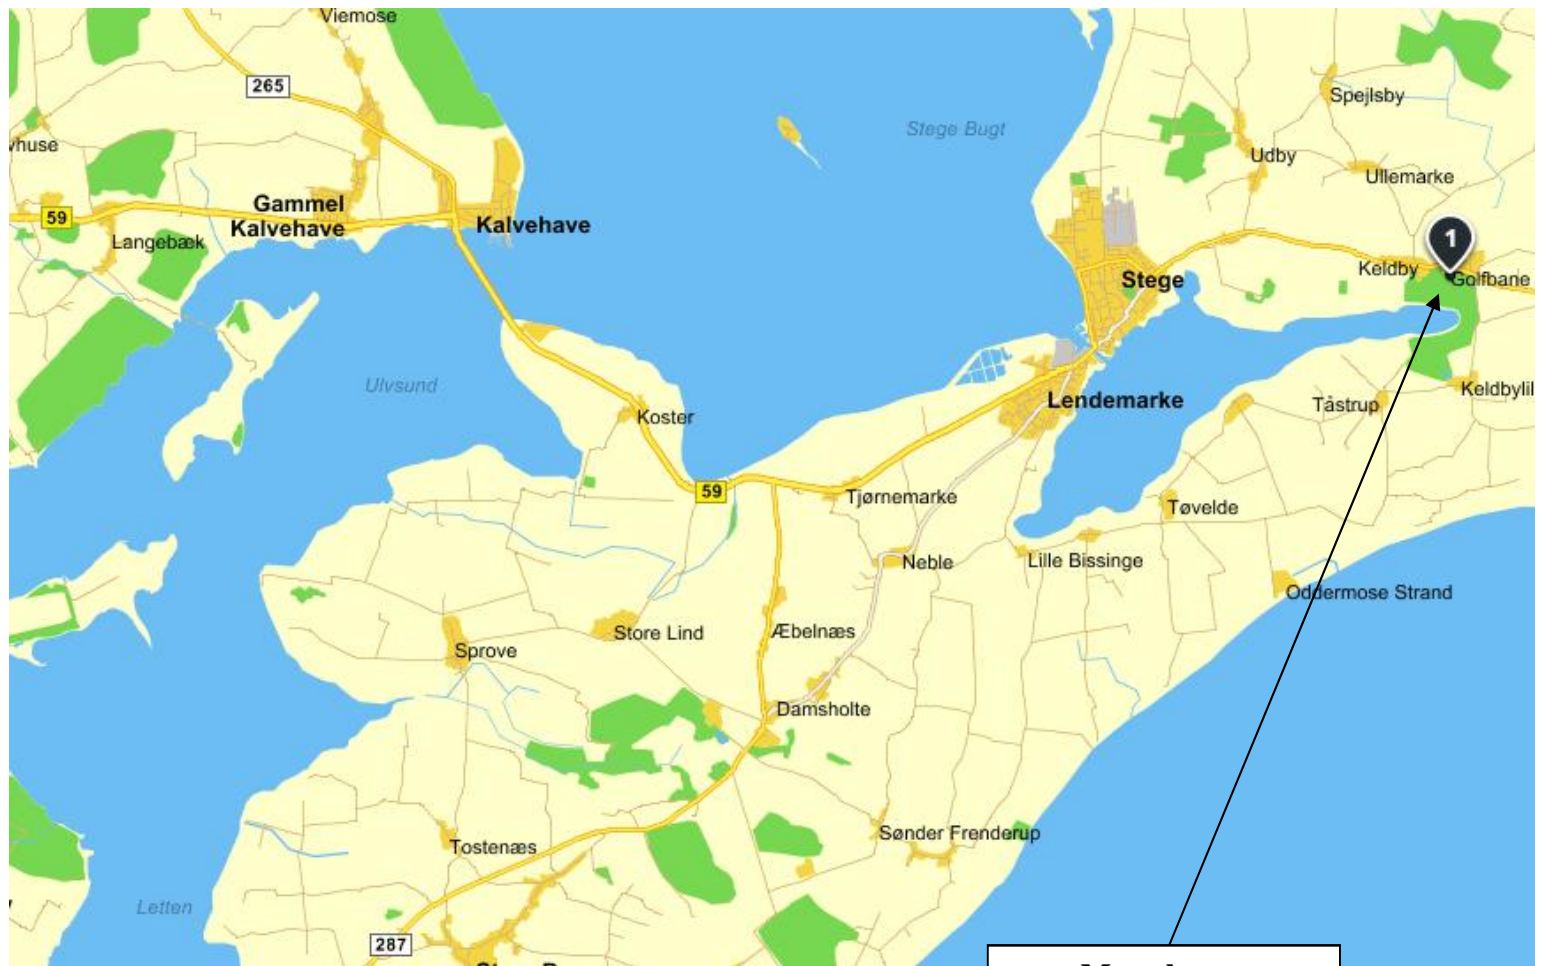 Viemose
265
Spejlsby
Stege Bugt
Udby
Ullemarke
Gammel
Kalvehave
59
Kalvehave
Langebæk
1
Keldby
Golfbane
Stege
Ulvsund
Lendemarke
Tåstrup
Koster
59
Tjørnemarke
Tøvelde
Neble
Lille Bissinge
Oddermose Strand
Store Lind
Æbelnæs
Sprove
Damsholte
Sønder Frenderup
Tostenæs
Letten
287